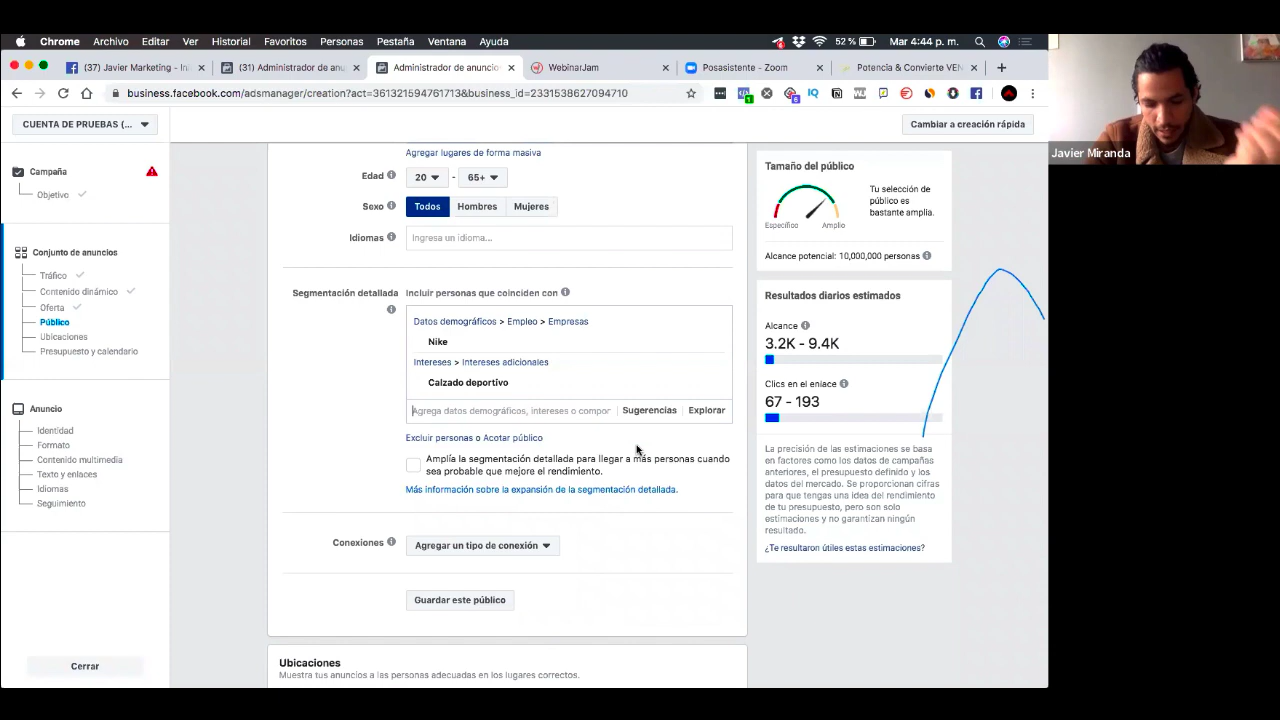 Chrome Archivo Editar Ver Historial Favoritos Personas Pestaña Ventana Ayuda 52 % Mar 4:44 p. m.
(37) Javier Marketing - In (31) Administrador de anu Administrador de anuncio WebinarJam Posasistente - Zoom Potencia & Convierte VEN
business.facebook.com/adsmanager/creation?act=361321594761713&business_id=2331538627094710
CUENTA DE PRUEBAS (...
Cambiar a creación rápida
Javier Miranda
Campaña
Objetivo
Conjunto de anuncios
Tráfico
Contenido dinámico
Oferta
Público
Ubicaciones
Presupuesto y calendario
Anuncio
Identidad
Formato
Contenido multimedia
Texto y enlaces
Idiomas
Seguimiento
Cerrar
Agregar lugares de forma masiva
Edad 20 - 65+
Sexo Todos Hombres Mujeres
Idiomas Ingresa un idioma...
Segmentación detallada Incluir personas que coinciden con
Datos demográficos > Empleo > Empresas
Nike
Intereses > Intereses adicionales
Calzado deportivo
Agrega datos demográficos, intereses o compor Sugerencias Explorar
Excluir personas o Acotar público
Amplía la segmentación detallada para llegar a más personas cuando
sea probable que mejore el rendimiento.
Más información sobre la expansión de la segmentación detallada.
Conexiones Agregar un tipo de conexión
Guardar este público
Ubicaciones
Muestra tus anuncios a las personas adecuadas en los lugares correctos.
Tamaño del público
Tu selección de
público es
bastante amplia.
Específico Amplio
Alcance potencial: 10,000,000 personas
Resultados diarios estimados
Alcance
3.2K - 9.4K
Clics en el enlace
67 - 193
La precisión de las estimaciones se basa
en factores como los datos de campañas
anteriores, el presupuesto definido y los
datos del mercado. Se proporcionan cifras
para que tengas una idea del rendimiento
de tu presupuesto, pero son solo
estimaciones y no garantizan ningún
resultado.
¿Te resultaron útiles estas estimaciones?